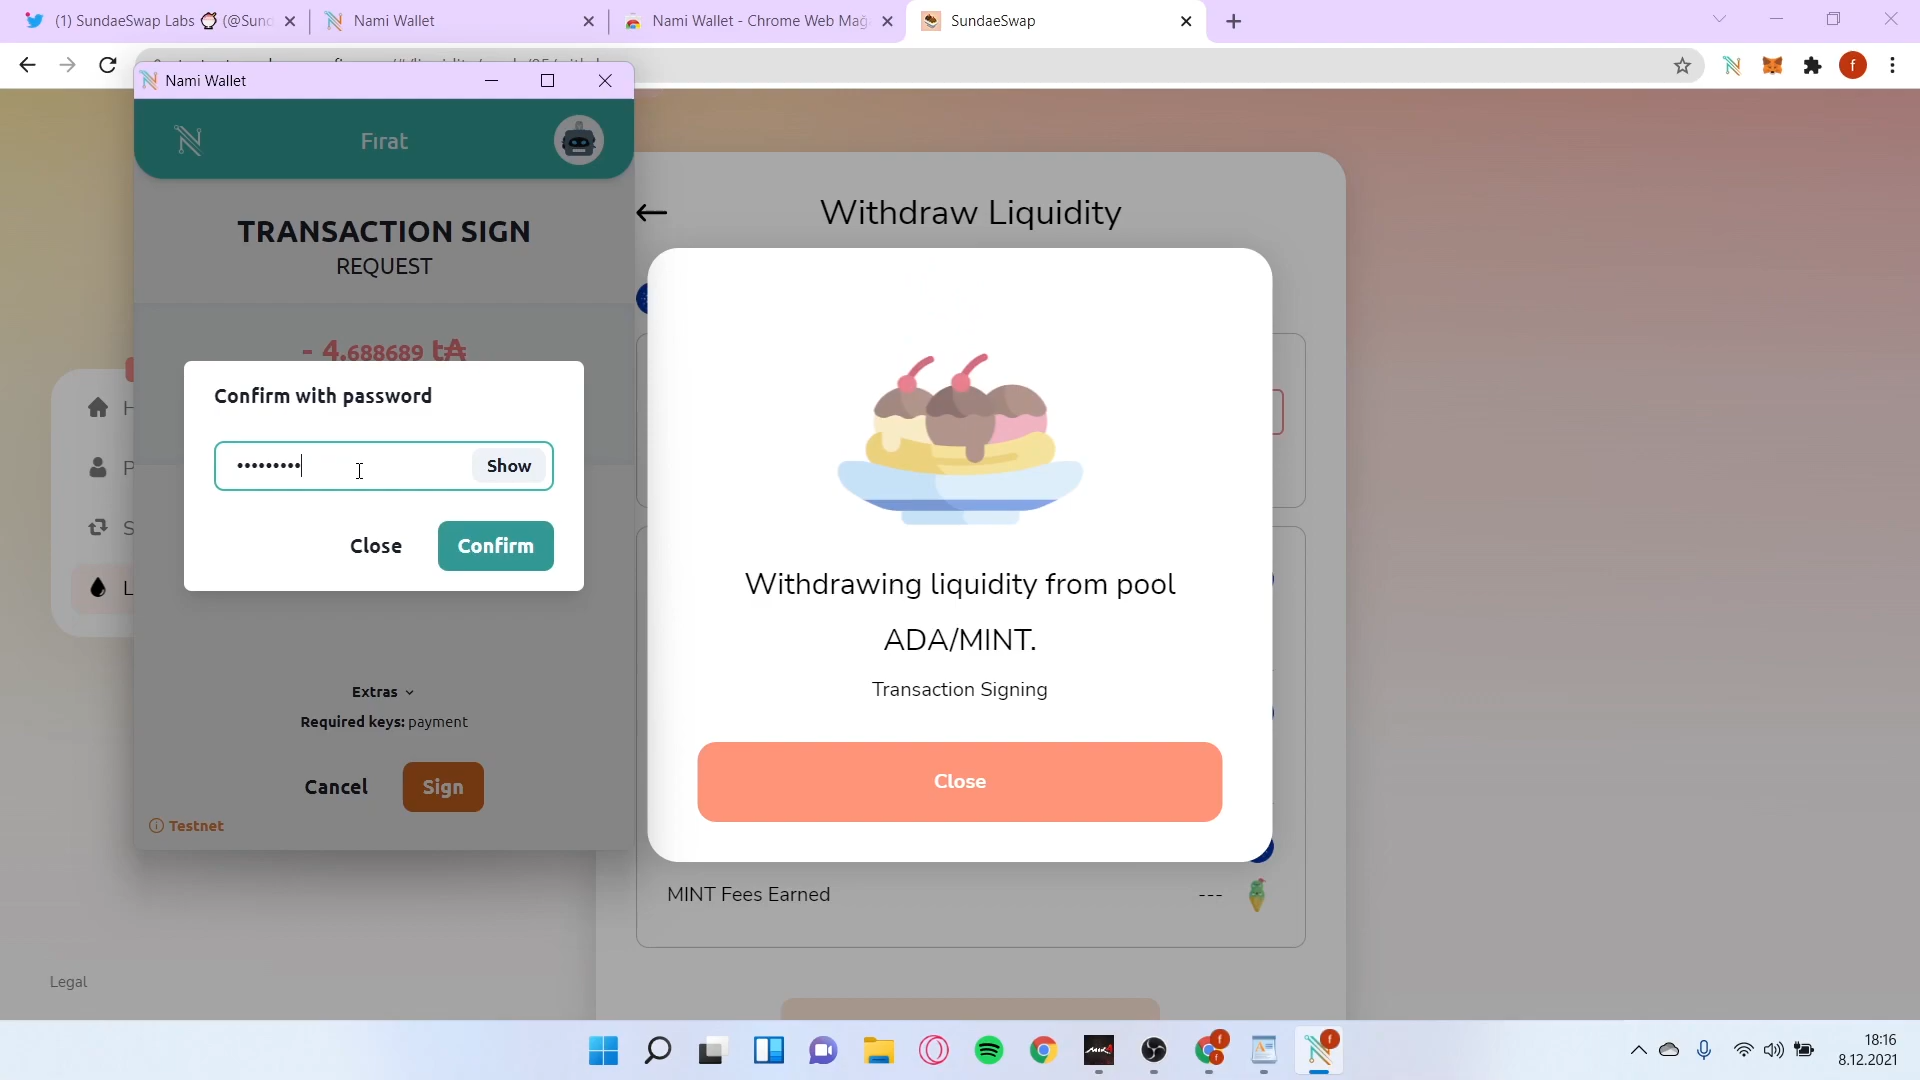 (1) SundaeSwap Labs
Nami Wallet
Nami Wallet - Chrome Web Mağ
SundaeSwap
Nami Wallet
Fırat
TRANSACTION SIGN
REQUEST
- 4.688689 t₳
Confirm with password
•••••••••
Show
Close
Confirm
Extras
Required keys: payment
Cancel
Sign
Testnet
H
P
S
L
Legal
Withdraw Liquidity
Withdrawing liquidity from pool
ADA/MINT.
Transaction Signing
Close
MINT Fees Earned
---
18:16
8.12.2021